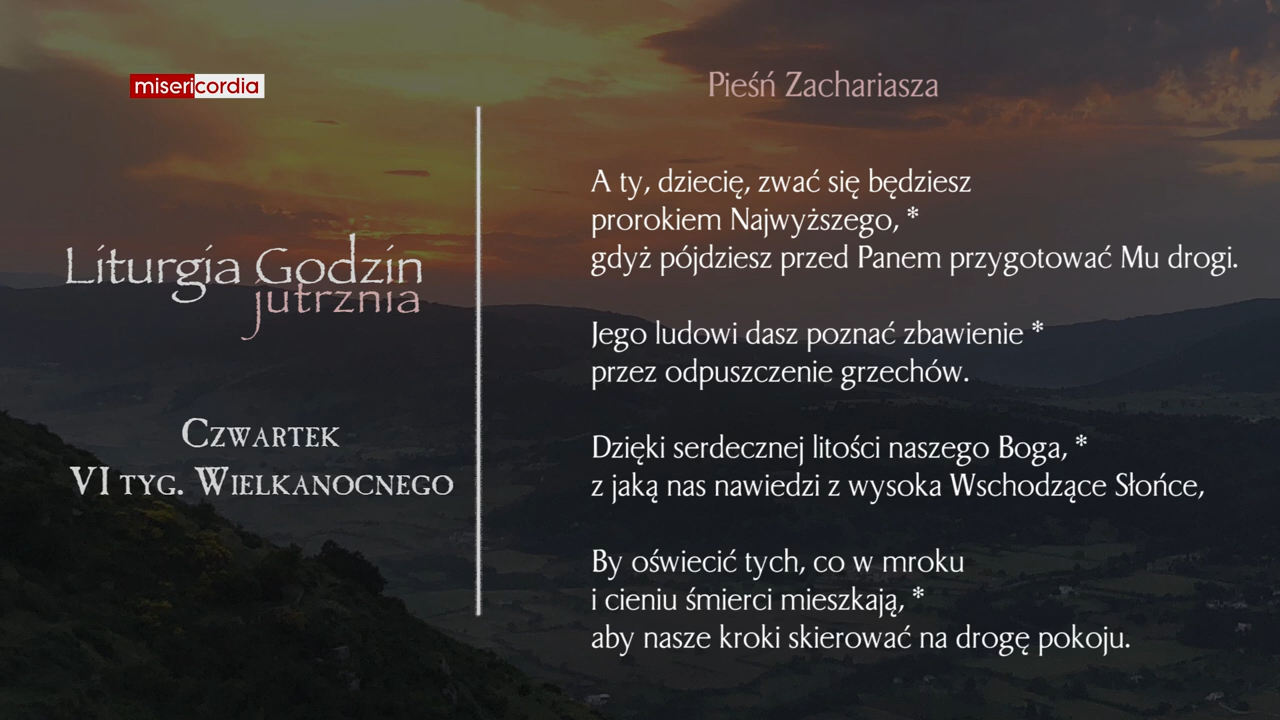 misericordia
Liturgia Godzin
jutrznia
Czwartek
VI tyg. Wielkanocnego
Pieśń Zachariasza
A ty, dziecię, zwać się będziesz
prorokiem Najwyższego, *
gdyż pójdziesz przed Panem przygotować Mu drogi.
Jego ludowi dasz poznać zbawienie *
przez odpuszczenie grzechów.
Dzięki serdecznej litości naszego Boga, *
z jaką nas nawiedzi z wysoka Wschodzące Słońce,
By oświecić tych, co w mroku
i cieniu śmierci mieszkają, *
aby nasze kroki skierować na drogę pokoju.